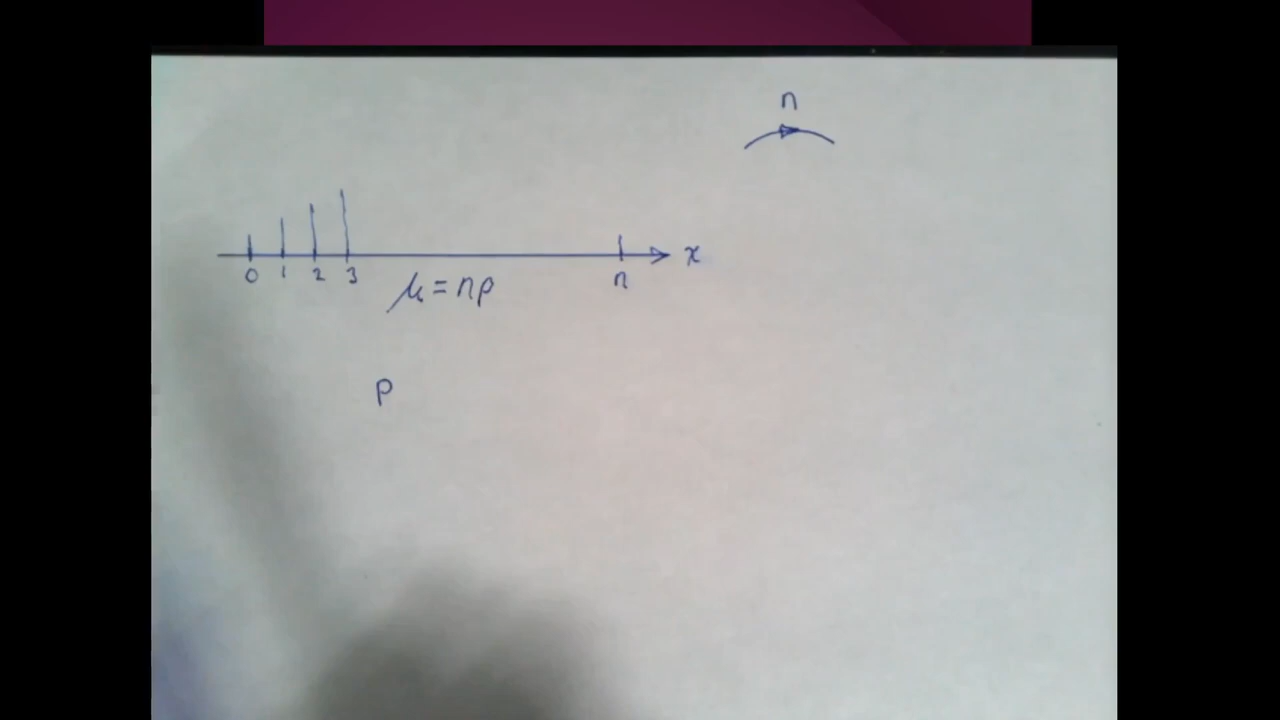 n
x
0 1 2 3 n
μ = np
p